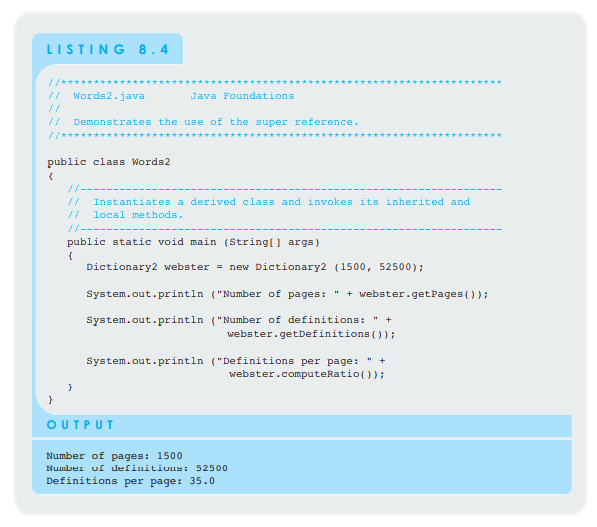 LISTING 8.4
//********************************************************************
//  Words2.java       Java Foundations
//
//  Demonstrates the use of the super reference.
//********************************************************************
public class Words2
{
//-----------------------------------------------------------------
//  Instantiates a derived class and invokes its inherited and
//  local methods.
//-----------------------------------------------------------------
public static void main (String[] args)
{
Dictionary2 webster = new Dictionary2 (1500, 52500);
System.out.println ("Number of pages: " + webster.getPages());
System.out.println ("Number of definitions: " +
webster.getDefinitions());
System.out.println ("Definitions per page: " +
webster.computeRatio());
}
}
OUTPUT
Number of pages: 1500
Number of definitions: 52500
Definitions per page: 35.0